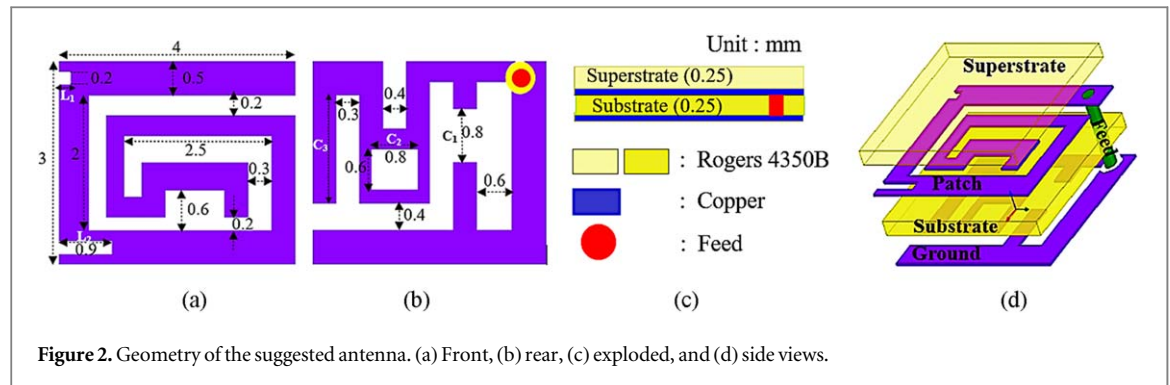 4
0.2
0.5
L₁
0.2
3
2
2.5
0.3
0.6
0.2
0.9
(a)
0.4
0.3
C₃
C₂
C₁
0.8
0.8
0.6
0.6
0.4
(b)
Unit : mm
Superstrate (0.25)
Substrate (0.25)
: Rogers 4350B
: Copper
: Feed
(c)
Superstrate
Feed
Patch
Substrate
Ground
(d)
Figure 2. Geometry of the suggested antenna. (a) Front, (b) rear, (c) exploded, and (d) side views.